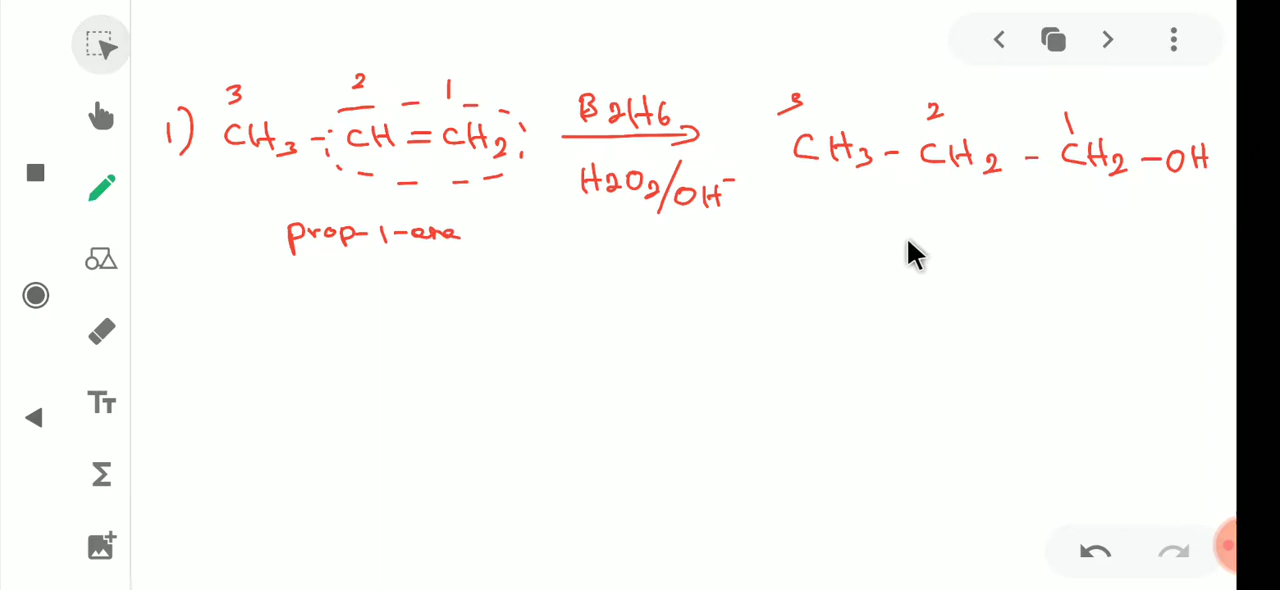 3 2 1
1) CH3 - CH = CH2
B2H6
H2O2/OH-
prop-1-ene
3 2 1
CH3 - CH2 - CH2 - OH
TT
Σ